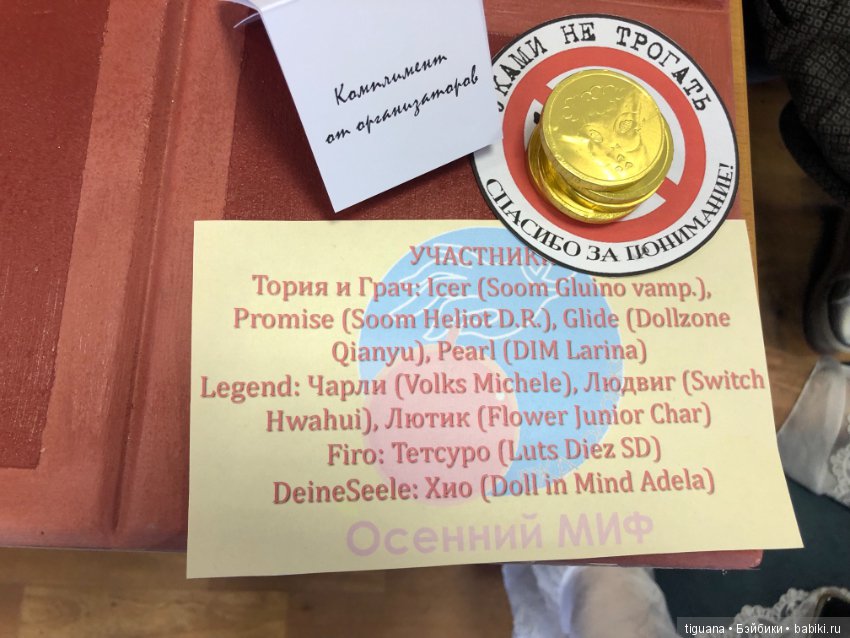 Комплимент
от организаторов
РУКАМИ НЕ ТРОГАТЬ
СПАСИБО ЗА ПОНИМАНИЕ!
УЧАСТНИКИ
Тория и Грач: Icer (Soom Gluino vamp.),
Promise (Soom Heliot D.R.), Glide (Dollzone
Qianyu), Pearl (DIM Larina)
Legend: Чарли (Volks Michele), Людвиг (Switch
Hwahui), Лютик (Flower Junior Char)
Firo: Тетсуро (Luts Diez SD)
DeineSeele: Хио (Doll in Mind Adela)
Осенний МИФ
tiguana • Бэйбики • babiki.ru